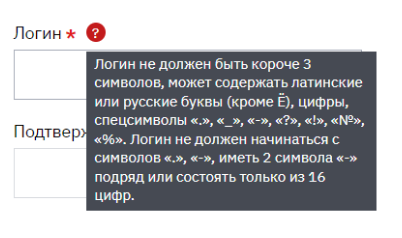 Логин * ?
Логин не должен быть короче 3
символов, может содержать латинские
или русские буквы (кроме Ё), цифры,
спецсимволы «.», «_», «-», «?», «!», «№»,
«%». Логин не должен начинаться с
символов «.», «-», иметь 2 символа «-»
подряд или состоять только из 16
цифр.
Подтверж